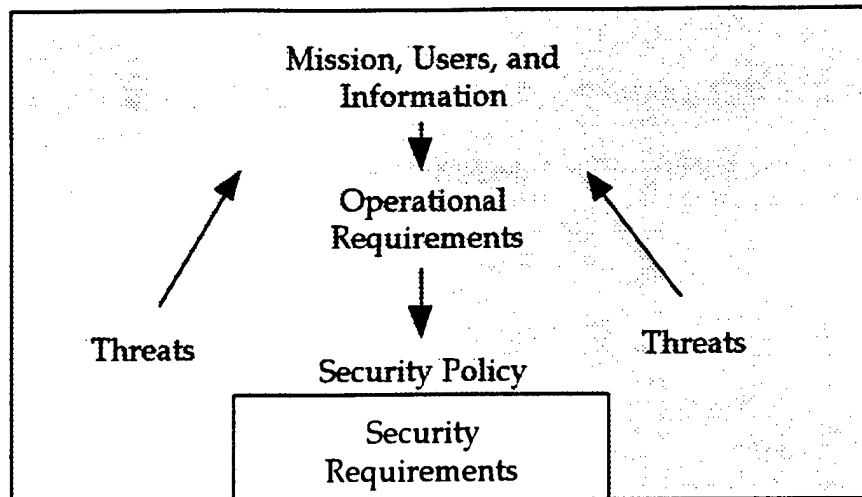 Mission, Users, and
Information
Operational
Requirements
Threats
Threats
Security Policy
Security
Requirements